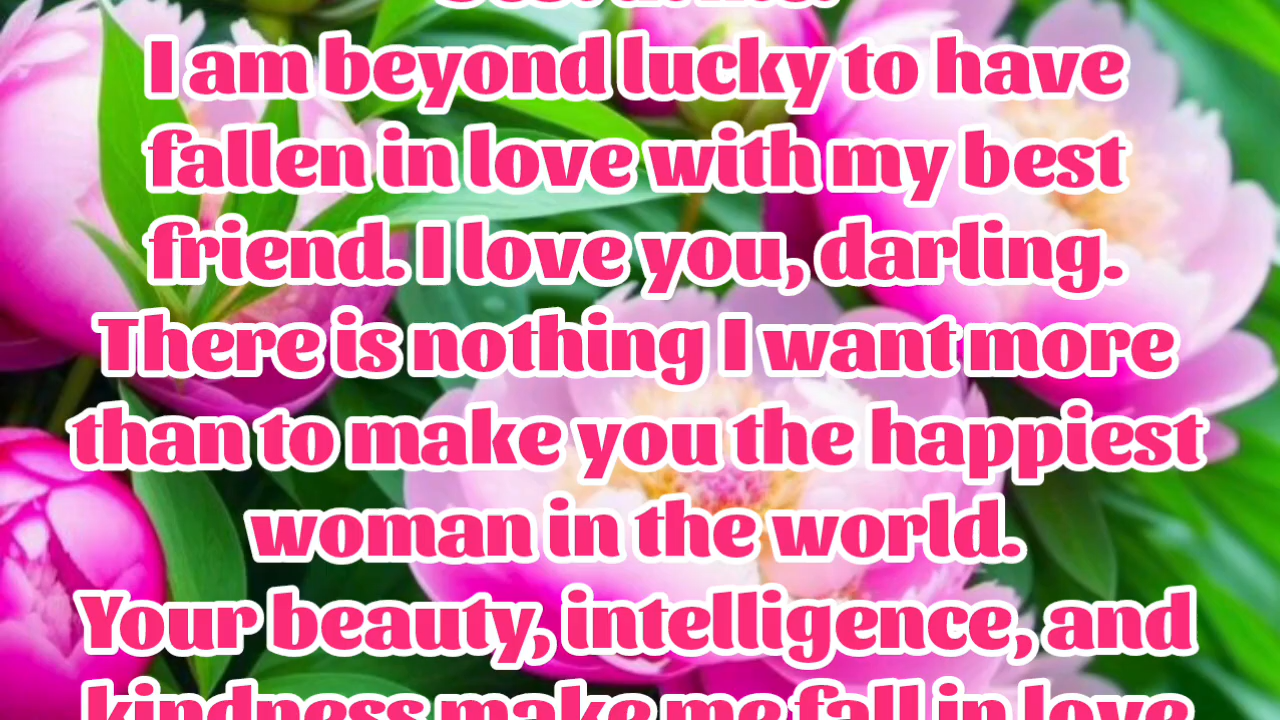 I am beyond lucky to have
fallen in love with my best
friend. I love you, darling.
There is nothing I want more
than to make you the happiest
woman in the world.
Your beauty, intelligence, and
kindness make me fall in love